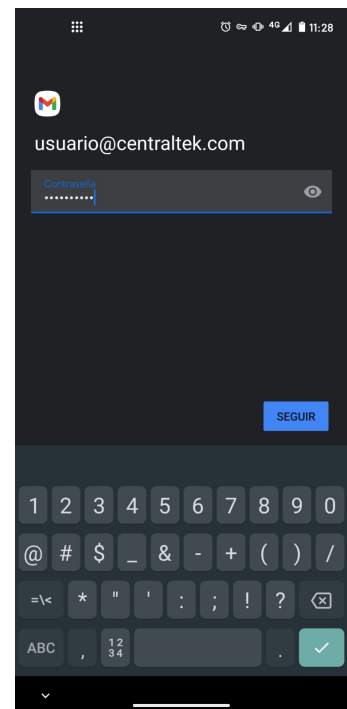 4G 11:28
usuario@centraltek.com
Contraseña
••••••••••
SEGUIR
1 2 3 4 5 6 7 8 9 0
@ # $ _ & - + ( ) /
=\< * " ' : ; ! ?
ABC , 12 .
34